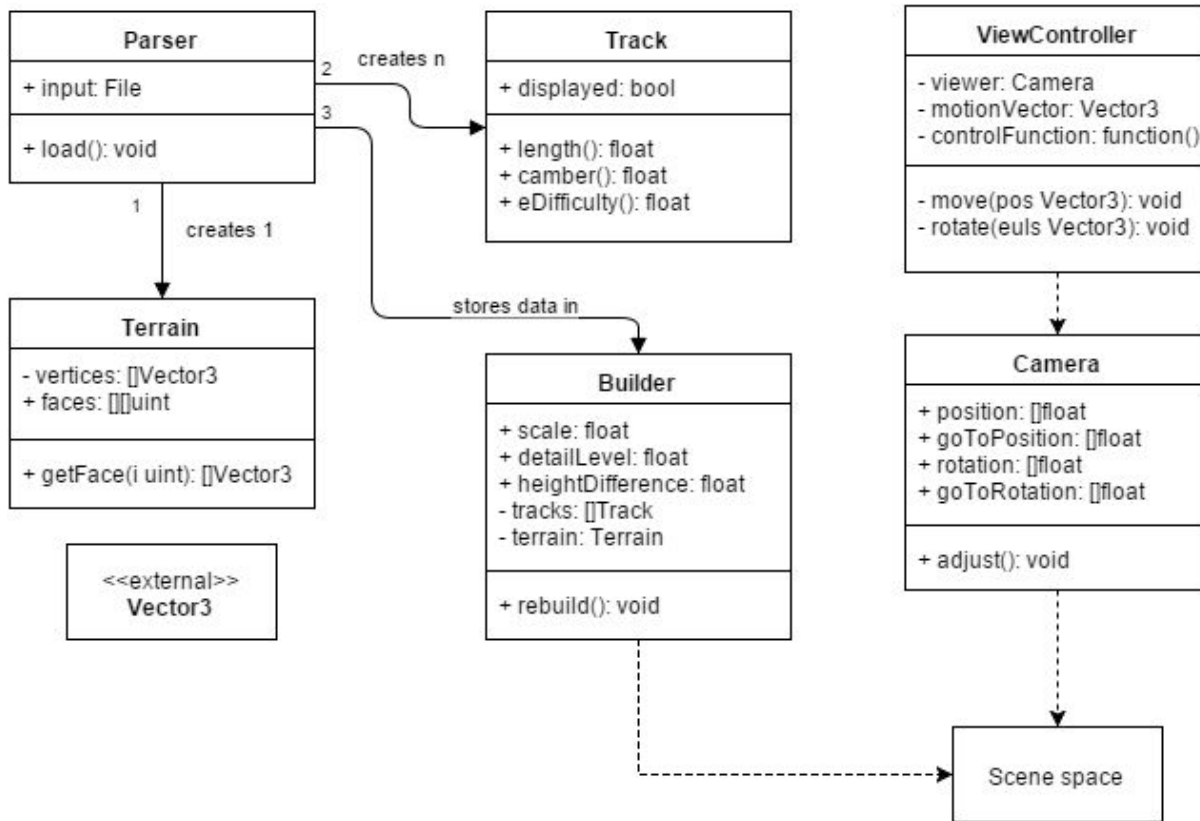 Parser
+ input: File
+ load(): void
1
creates 1
2
creates n
3
stores data in
Track
+ displayed: bool
+ length(): float
+ camber(): float
+ eDifficulty(): float
ViewController
- viewer: Camera
- motionVector: Vector3
- controlFunction: function()
- move(pos Vector3): void
- rotate(euls Vector3): void
Terrain
- vertices: []Vector3
+ faces: [][]uint
+ getFace(i uint): []Vector3
<<external>>
Vector3
Builder
+ scale: float
+ detailLevel: float
+ heightDifference: float
- tracks: []Track
- terrain: Terrain
+ rebuild(): void
Camera
+ position: []float
+ goToPosition: []float
+ rotation: []float
+ goToRotation: []float
+ adjust(): void
Scene space